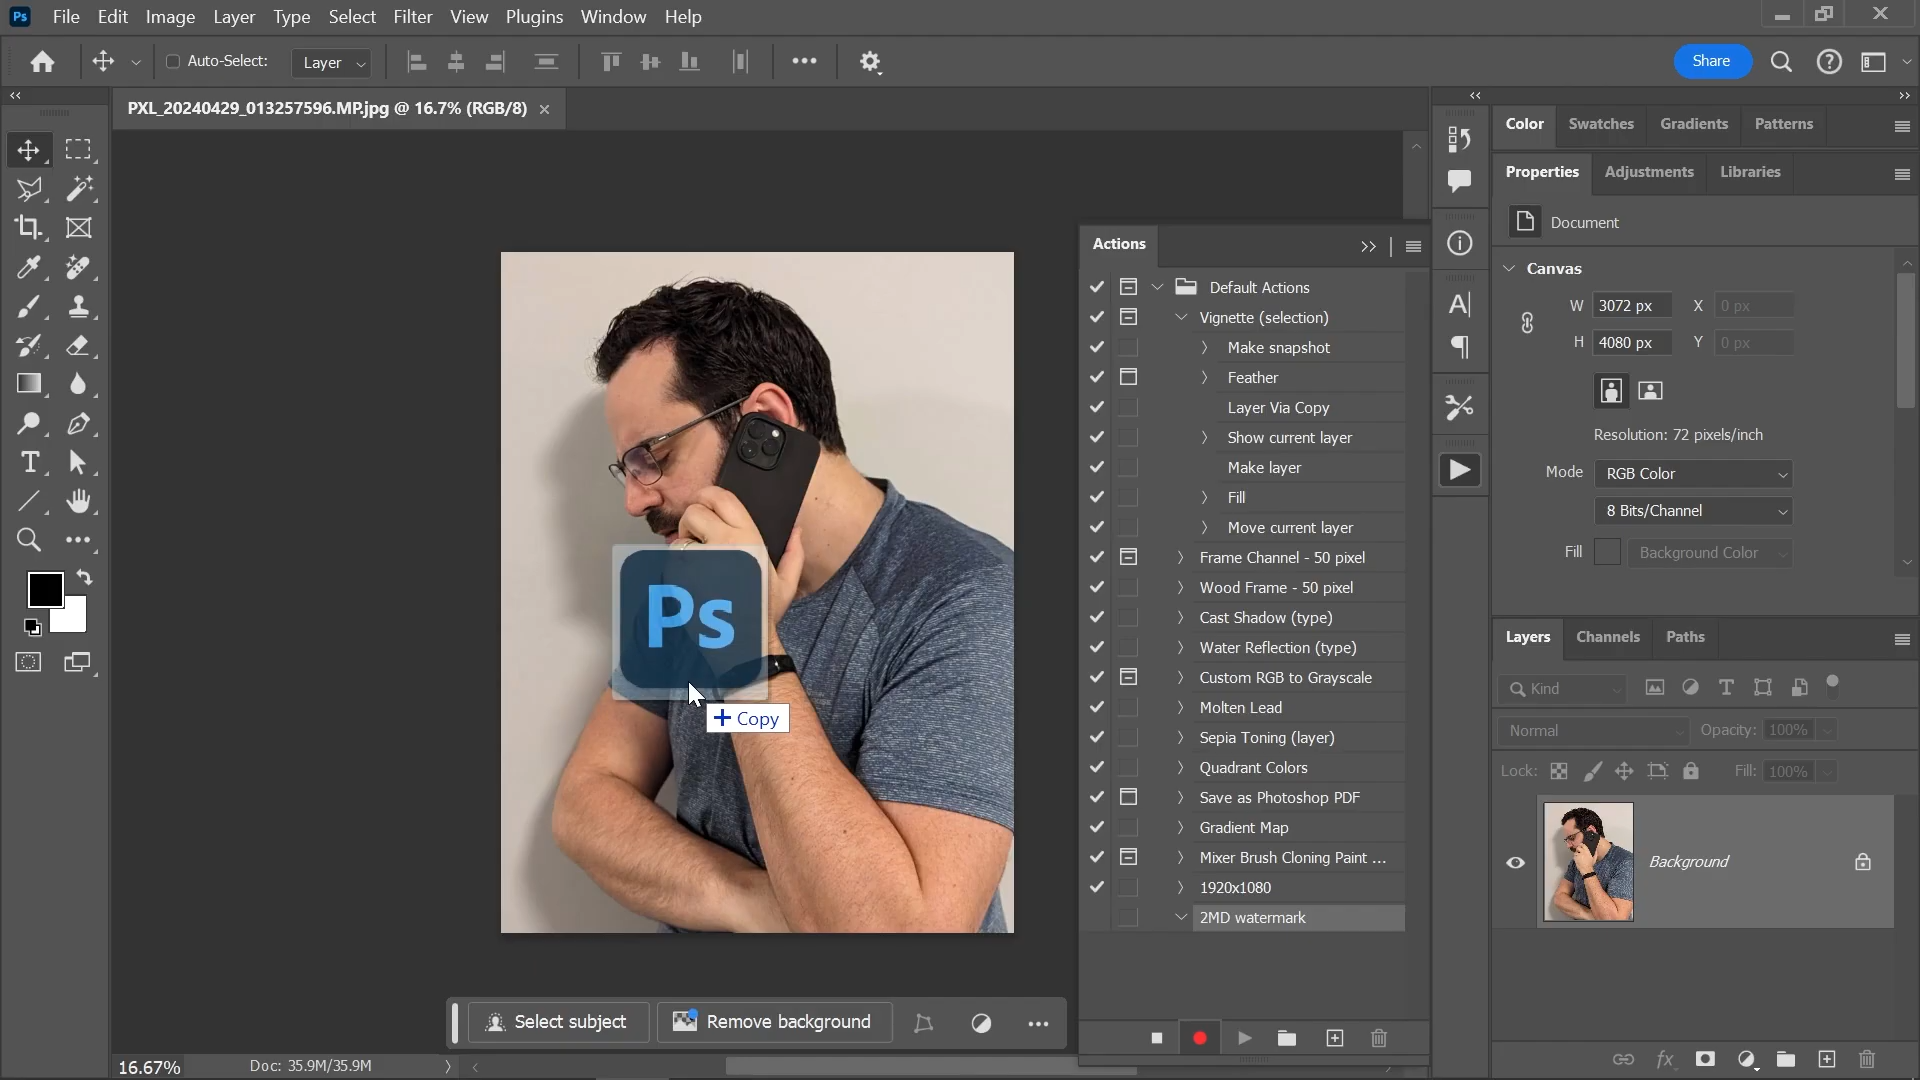 Ps File Edit Image Layer Type Select Filter View Plugins Window Help
Auto-Select: Layer Share
PXL_20240429_013257596.MP.jpg @ 16.7% (RGB/8)
Color Swatches Gradients Patterns
Properties Adjustments Libraries
Document
Canvas
W 3072 px X 0 px
H 4080 px Y 0 px
Resolution: 72 pixels/inch
Mode RGB Color
8 Bits/Channel
Fill Background Color
Actions
Default Actions
Vignette (selection)
Make snapshot
Feather
Layer Via Copy
Show current layer
Make layer
Fill
Move current layer
Frame Channel - 50 pixel
Wood Frame - 50 pixel
Cast Shadow (type)
Water Reflection (type)
Custom RGB to Grayscale
Molten Lead
Sepia Toning (layer)
Quadrant Colors
Save as Photoshop PDF
Gradient Map
Mixer Brush Cloning Paint ...
1920x1080
2MD watermark
Ps
+ Copy
Layers Channels Paths
Kind
Normal Opacity: 100%
Lock: Fill: 100%
Background
Select subject Remove background
16.67% Doc: 35.9M/35.9M